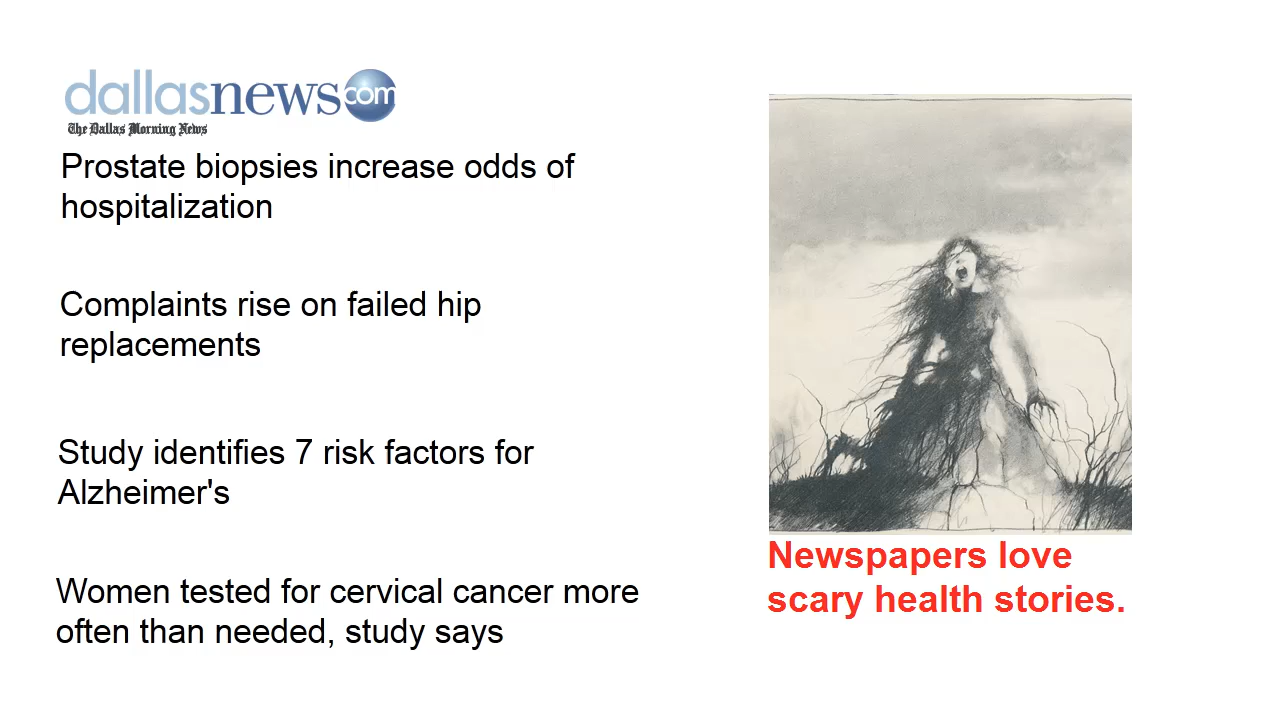 dallasnews.com
The Dallas Morning News
Prostate biopsies increase odds of
hospitalization
Complaints rise on failed hip
replacements
Study identifies 7 risk factors for
Alzheimer's
Women tested for cervical cancer more
often than needed, study says
Newspapers love
scary health stories.